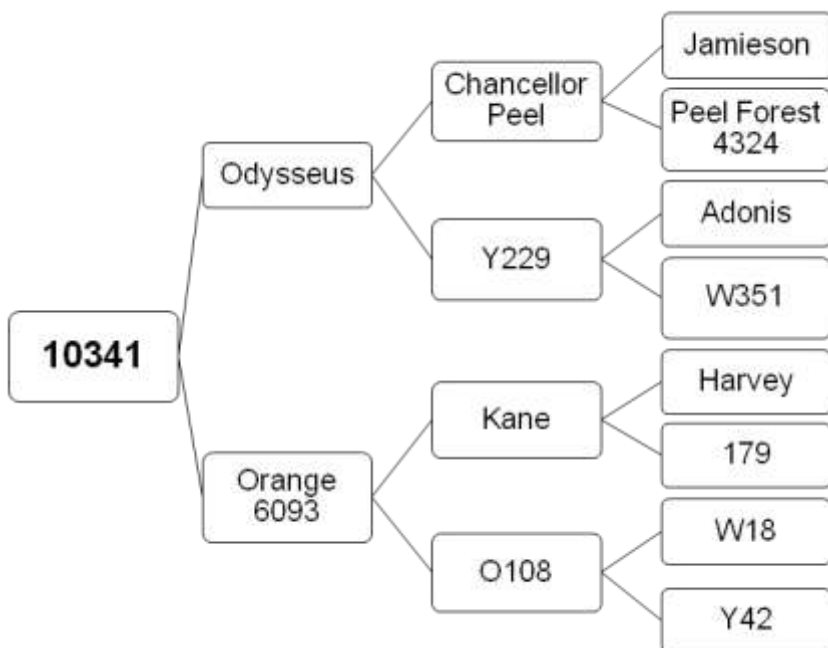 Jamieson
Chancellor
Peel
Peel Forest
4324
Odysseus
Adonis
Y229
W351
10341
Harvey
Kane
179
Orange
6093
W18
O108
Y42